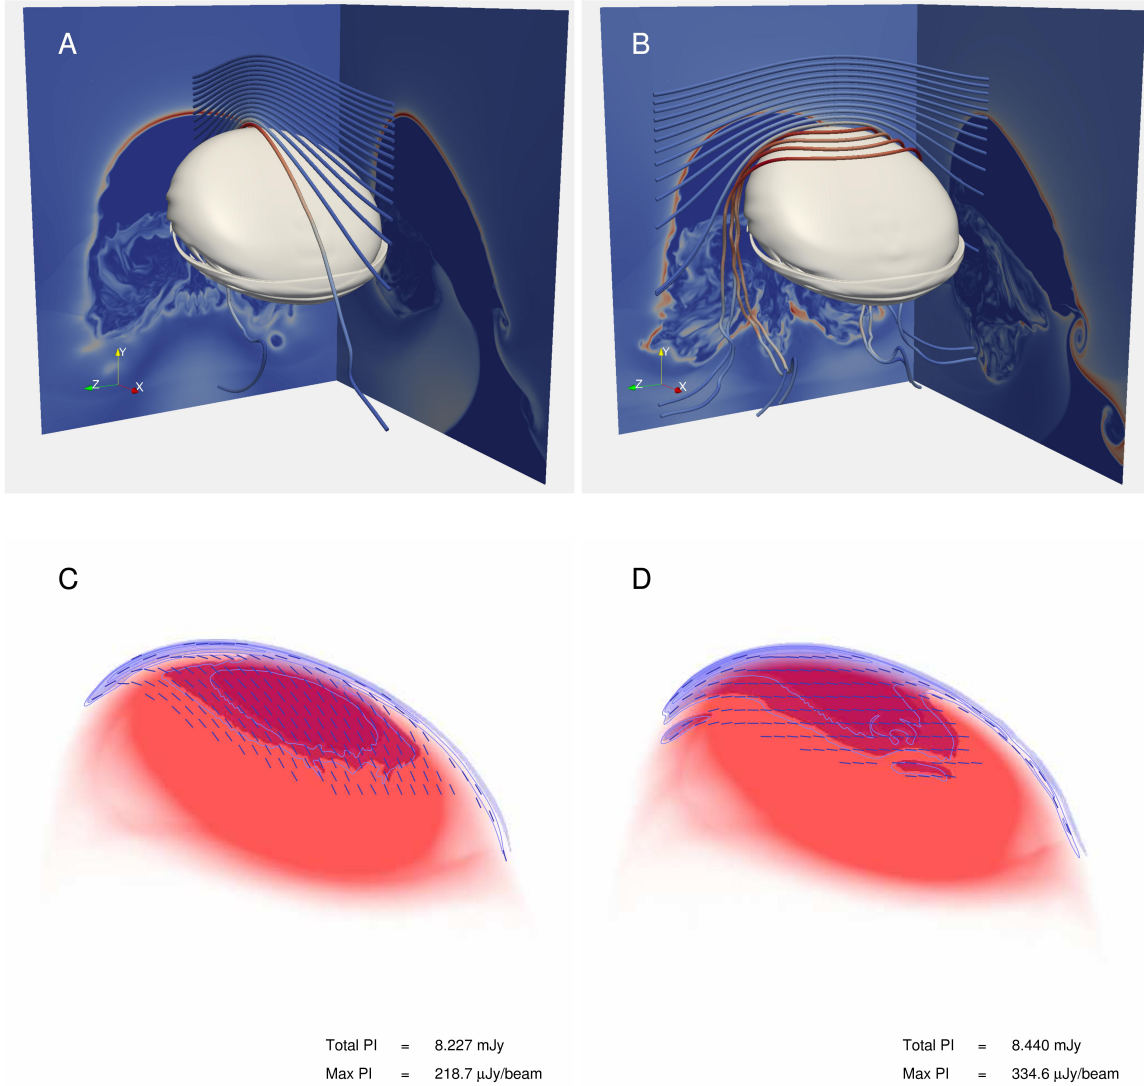 A
B
Y
Z
X
Y
Z
X
C
D
Total PI = 8.227 mJy
Max PI = 218.7 μJy/beam
Total PI = 8.440 mJy
Max PI = 334.6 μJy/beam